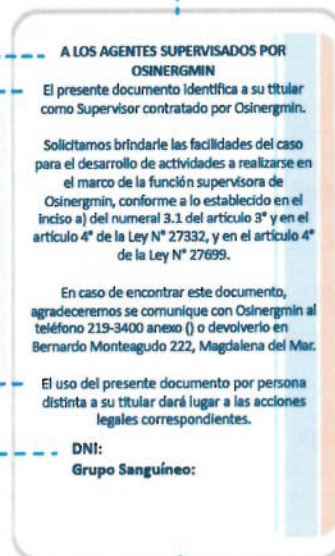 A LOS AGENTES SUPERVISADOS POR
OSINERGMIN
El presente documento identifica a su titular
como Supervisor contratado por Osinergmin.
Solicitamos brindarle las facilidades del caso
para el desarrollo de actividades a realizarse en
el marco de la función supervisora de
Osinergmin, conforme a lo establecido en el
inciso a) del numeral 3.1 del artículo 3° y en el
artículo 4° de la Ley N° 27332, y en el artículo 4°
de la Ley N° 27699.
En caso de encontrar este documento,
agradeceremos se comunique con Osinergmin al
teléfono 219-3400 anexo () o devolverlo en
Bernardo Monteagudo 222, Magdalena del Mar.
El uso del presente documento por persona
distinta a su titular dará lugar a las acciones
legales correspondientes.
DNI:
Grupo Sanguíneo: